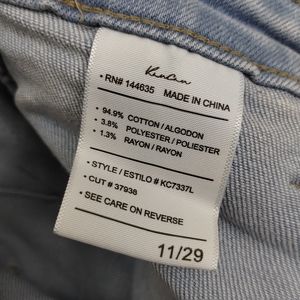 KanCan
• RN# 144635 MADE IN CHINA
• 94.9% COTTON / ALGODON
• 3.8% POLYESTER / POLIESTER
• 1.3% RAYON / RAYON
• STYLE / ESTILO # KC7337L
• CUT # 37938
• SEE CARE ON REVERSE
11/29